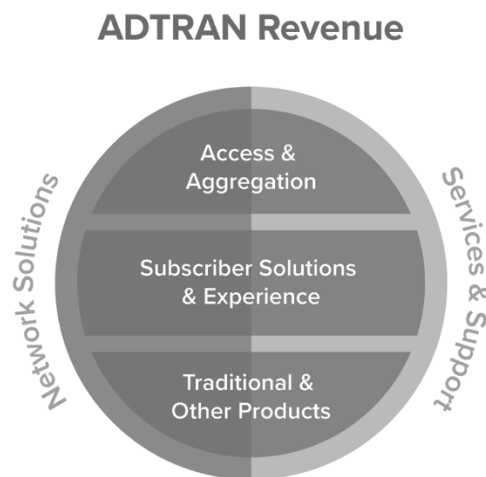 ADTRAN Revenue
Network Solutions
Access &
Aggregation
Subscriber Solutions
& Experience
Traditional &
Other Products
Services & Support